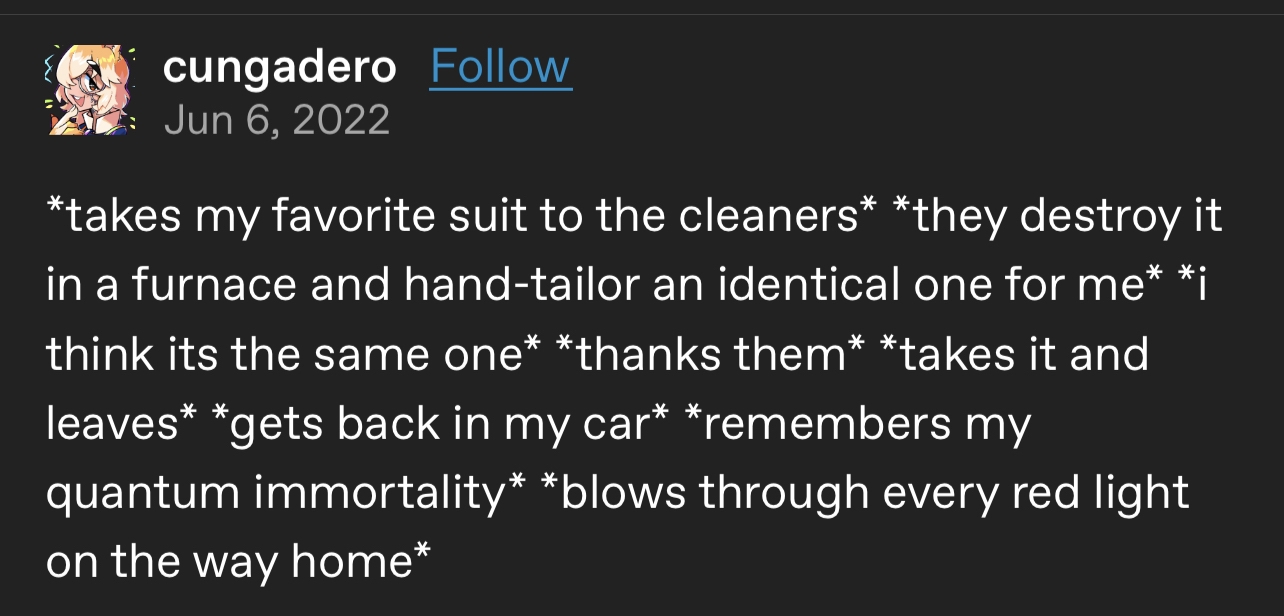 cungadero Follow
Jun 6, 2022
*takes my favorite suit to the cleaners* *they destroy it
in a furnace and hand-tailor an identical one for me* *i
think its the same one* *thanks them* *takes it and
leaves* *gets back in my car* *remembers my
quantum immortality* *blows through every red light
on the way home*